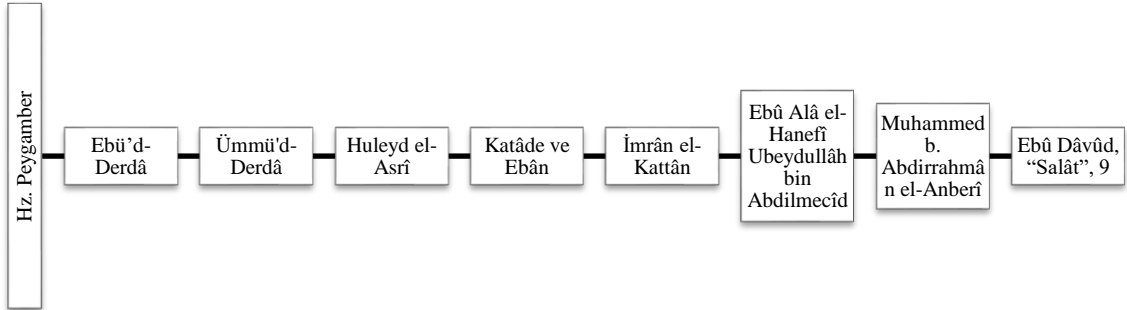 Hz. Peygamber
Ebü’d-
Derdâ
Ümmü'd-
Derdâ
Huleyd el-
Asrî
Katâde ve
Ebân
İmrân el-
Kattân
Ebû Alâ el-
Hanefî
Ubeydullâh
bin
Abdilmecîd
Muhammed
b.
Abdirrahmâ
n el-Anberî
Ebû Dâvûd,
“Salât”, 9